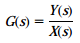 G(s) = Y(s)/X(s)